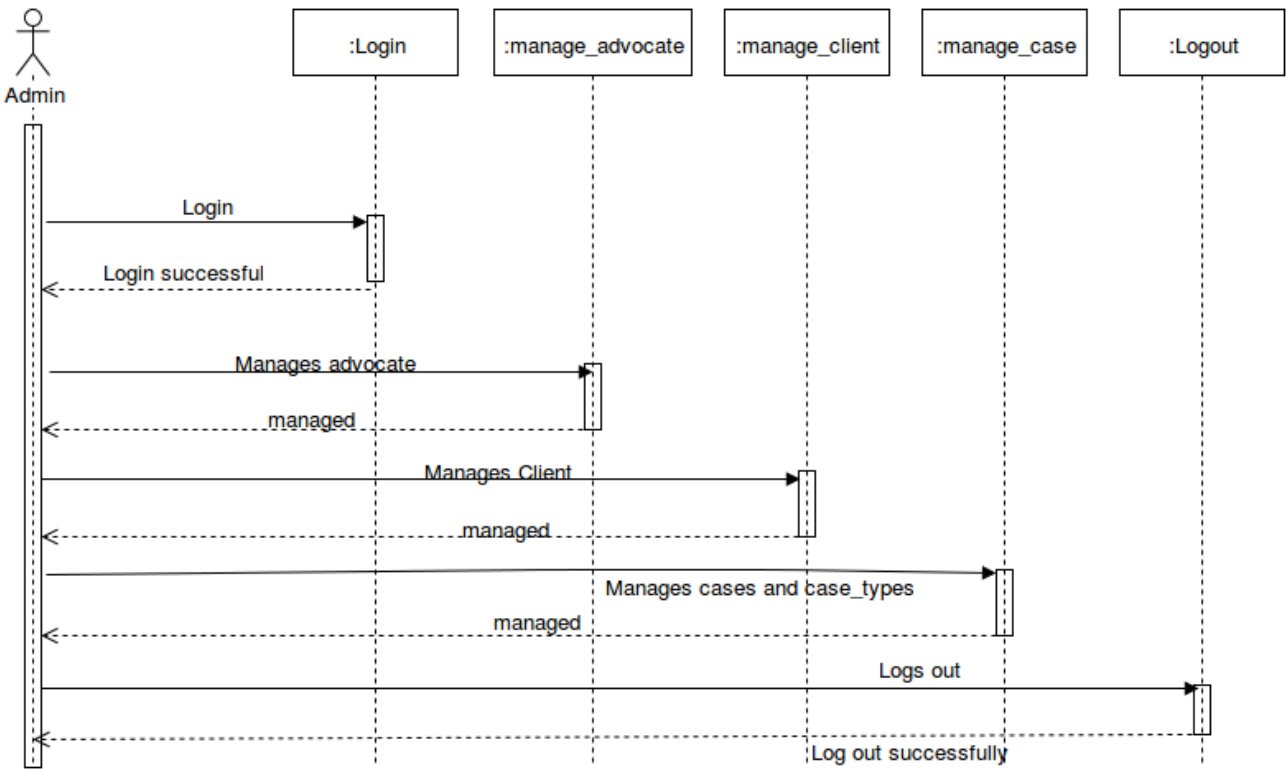 :Login
:manage_advocate
:manage_client
:manage_case
:Logout
Admin
Login
Login successful
Manages advocate
managed
Manages Client
managed
Manages cases and case_types
managed
Logs out
Log out successfully